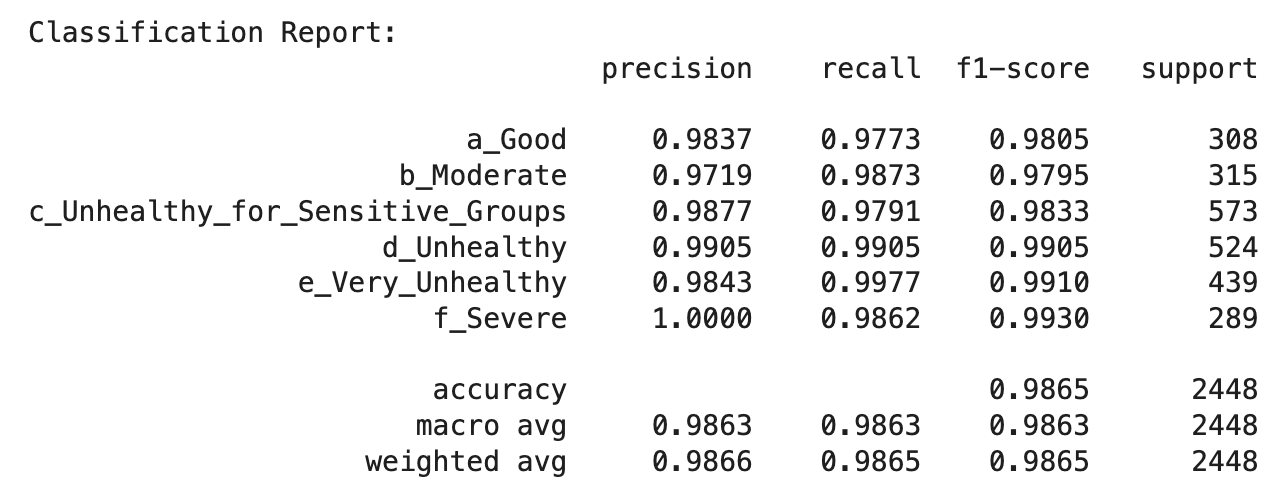 Classification Report:
precision recall f1-score support
a_Good 0.9837 0.9773 0.9805 308
b_Moderate 0.9719 0.9873 0.9795 315
c_Unhealthy_for_Sensitive_Groups 0.9877 0.9791 0.9833 573
d_Unhealthy 0.9905 0.9905 0.9905 524
e_Very_Unhealthy 0.9843 0.9977 0.9910 439
f_Severe 1.0000 0.9862 0.9930 289
accuracy 0.9865 2448
macro avg 0.9863 0.9863 0.9863 2448
weighted avg 0.9866 0.9865 0.9865 2448